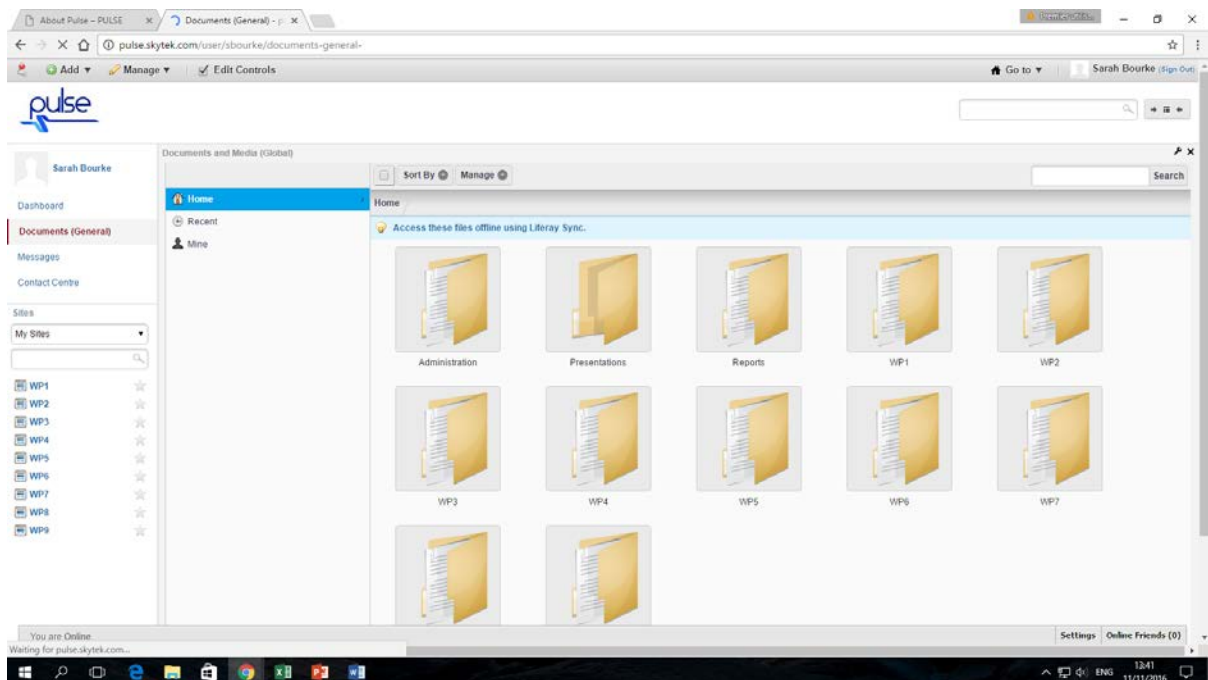 About Pulse – PULSE
Documents (General) - p
pulse.skytek.com/user/sbourke/documents-general-
Add
Manage
Edit Controls
Go to
Sarah Bourke (Sign Out)
pulse
Sarah Bourke
Documents and Media (Global)
Sort By
Manage
Search
Dashboard
Home
Home
Documents (General)
Recent
Access these files offline using Liferay Sync.
Messages
Mine
Contact Centre
Sites
My Sites
Administration
Presentations
Reports
WP1
WP2
WP1
WP2
WP3
WP4
WP5
WP6
WP7
WP8
WP9
WP3
WP4
WP5
WP6
WP7
You are Online
Settings
Online Friends (0)
Waiting for pulse.skytek.com...
ENG
13:41
11/11/2016